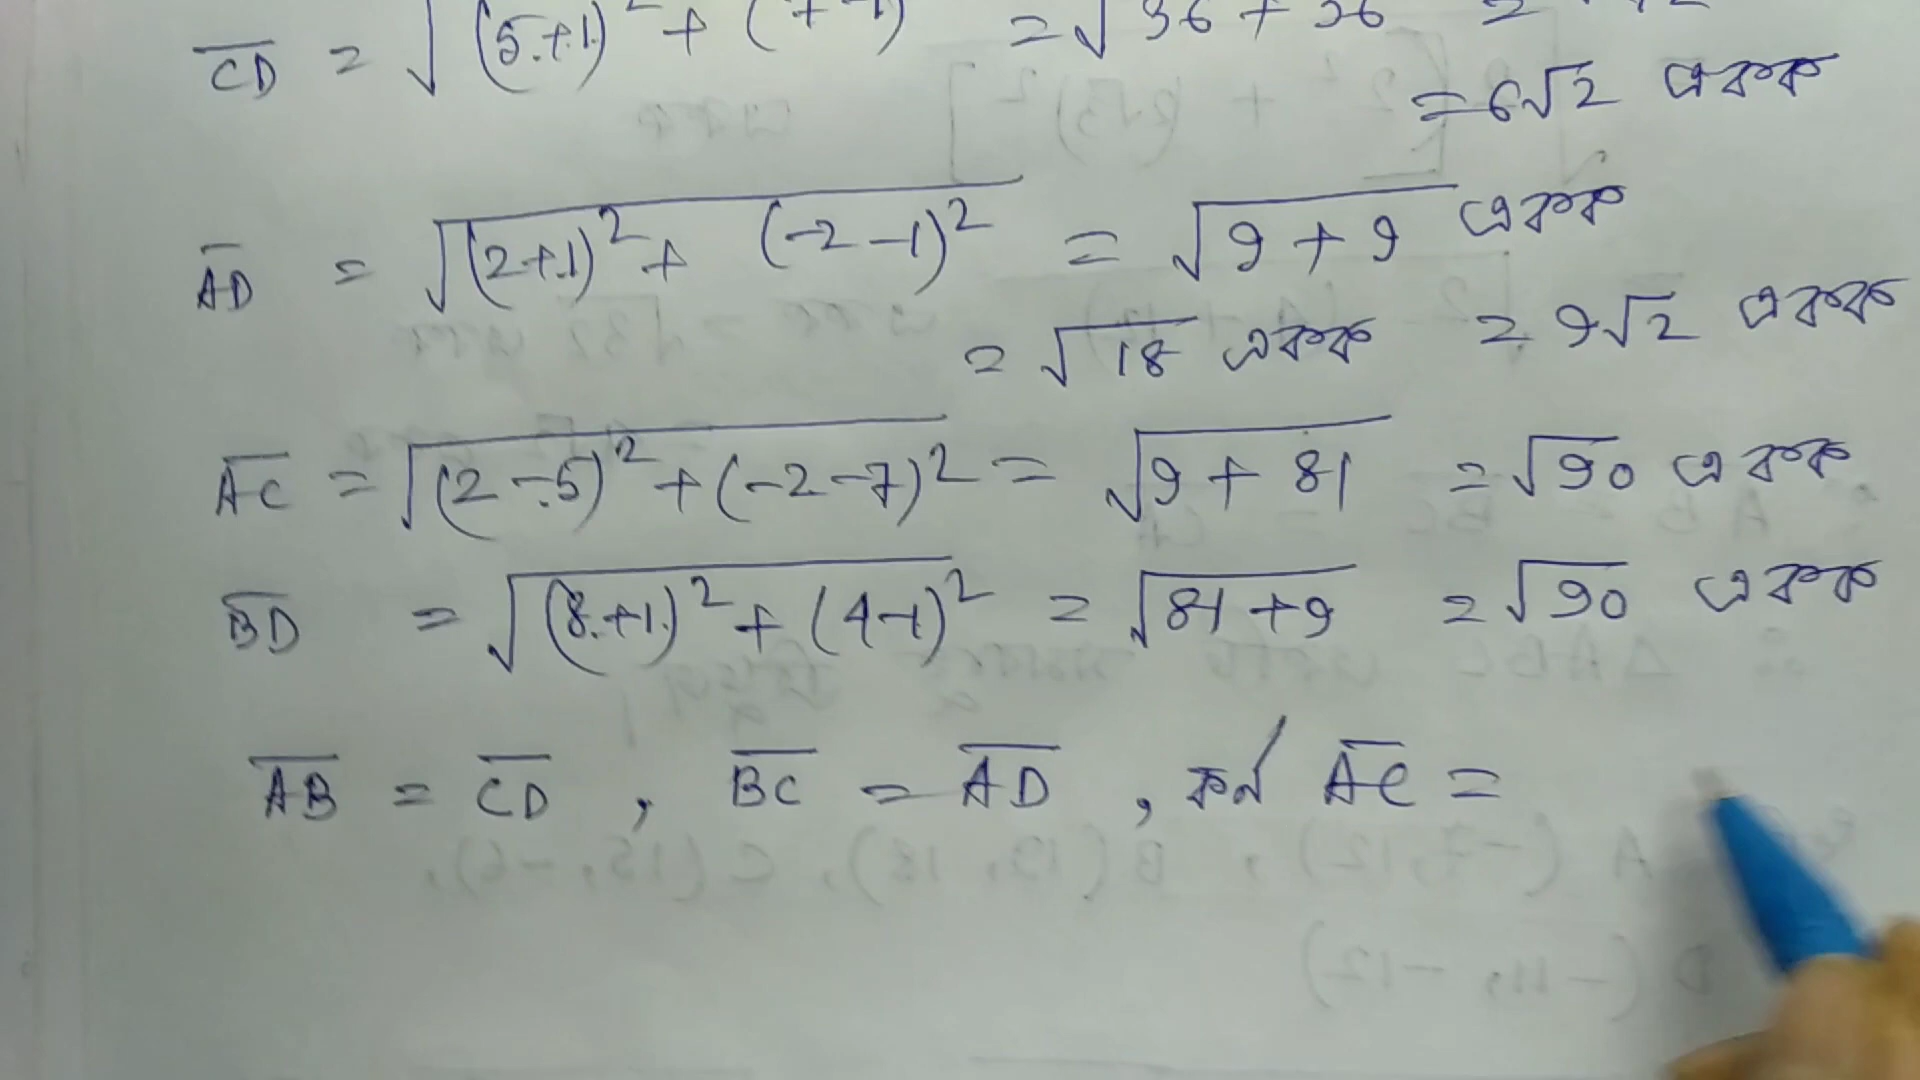 CD = √(5+1)² + (7-1)² = √36 + 36 = √72
= 6√2 একক
AD = √(2+1)² + (-2-1)² = √9+9 একক
= √18 একক = 9√2 একক
AC = √(2-5)² + (-2-7)² = √9 + 81 = √90 একক
BD = √(8+1)² + (4-1)² = √81+9 = √90 একক
AB = CD , BC = AD , কর্ন AC =